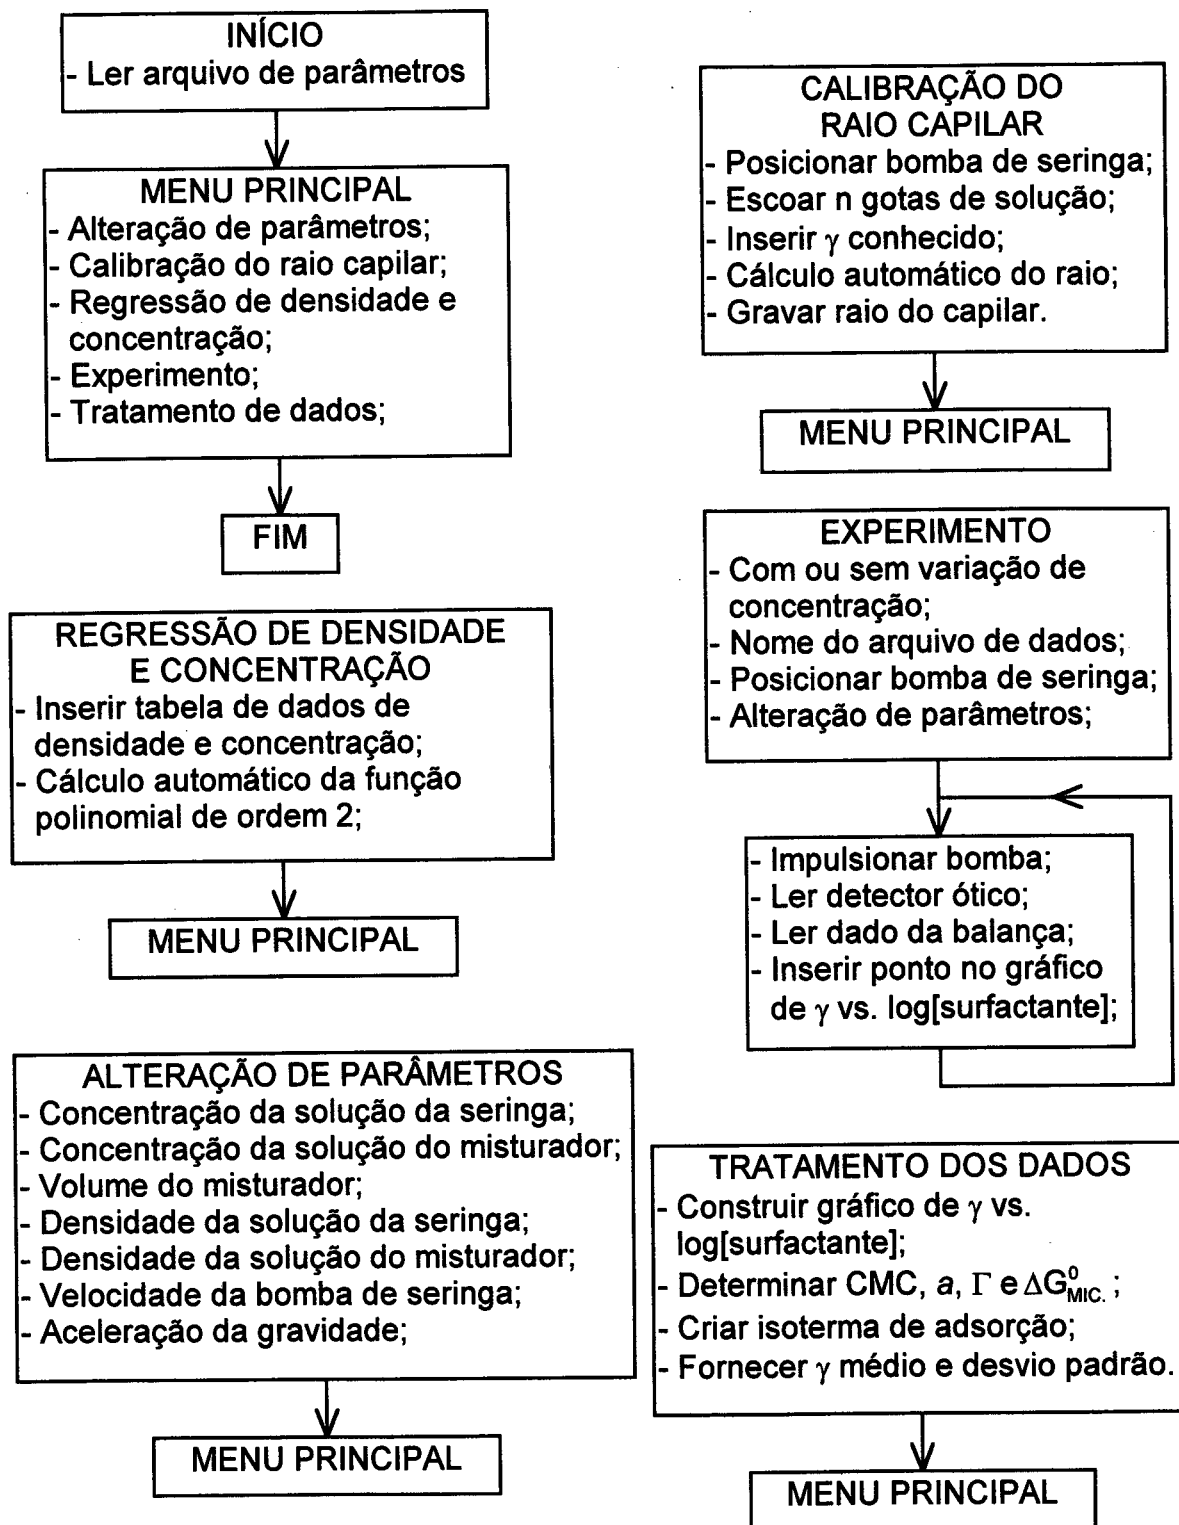 INÍCIO
- Ler arquivo de parâmetros
MENU PRINCIPAL
- Alteração de parâmetros;
- Calibração do raio capilar;
- Regressão de densidade e
concentração;
- Experimento;
- Tratamento de dados;
FIM
REGRESSÃO DE DENSIDADE
E CONCENTRAÇÃO
- Inserir tabela de dados de
densidade e concentração;
- Cálculo automático da função
polinomial de ordem 2;
MENU PRINCIPAL
ALTERAÇÃO DE PARÂMETROS
- Concentração da solução da seringa;
- Concentração da solução do misturador;
- Volume do misturador;
- Densidade da solução da seringa;
- Densidade da solução do misturador;
- Velocidade da bomba de seringa;
- Aceleração da gravidade;
MENU PRINCIPAL
CALIBRAÇÃO DO
RAIO CAPILAR
- Posicionar bomba de seringa;
- Escoar n gotas de solução;
- Inserir γ conhecido;
- Cálculo automático do raio;
- Gravar raio do capilar.
MENU PRINCIPAL
EXPERIMENTO
- Com ou sem variação de
concentração;
- Nome do arquivo de dados;
- Posicionar bomba de seringa;
- Alteração de parâmetros;
- Impulsionar bomba;
- Ler detector ótico;
- Ler dado da balança;
- Inserir ponto no gráfico
de γ vs. log[surfactante];
TRATAMENTO DOS DADOS
- Construir gráfico de γ vs.
log[surfactante];
- Determinar CMC, a, Γ e ΔG⁰MIC. ;
- Criar isoterma de adsorção;
- Fornecer γ médio e desvio padrão.
MENU PRINCIPAL